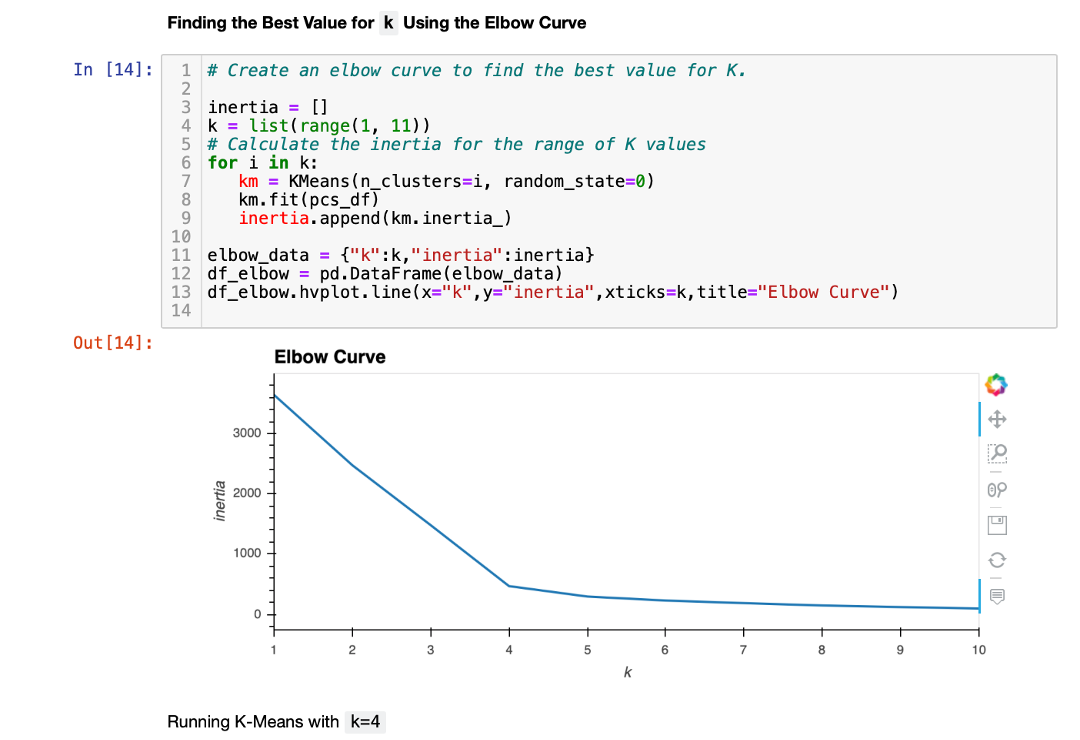 Finding the Best Value for k Using the Elbow Curve
In [14]:
1 # Create an elbow curve to find the best value for K.
2
3 inertia = []
4 k = list(range(1, 11))
5 # Calculate the inertia for the range of K values
6 for i in k:
7    km = KMeans(n_clusters=i, random_state=0)
8    km.fit(pcs_df)
9    inertia.append(km.inertia_)
10
11 elbow_data = {"k":k,"inertia":inertia}
12 df_elbow = pd.DataFrame(elbow_data)
13 df_elbow.hvplot.line(x="k",y="inertia",xticks=k,title="Elbow Curve")
14
Out[14]:
Elbow Curve
3000
2000
1000
0
inertia
1 2 3 4 5 6 7 8 9 10
k
Running K-Means with k=4